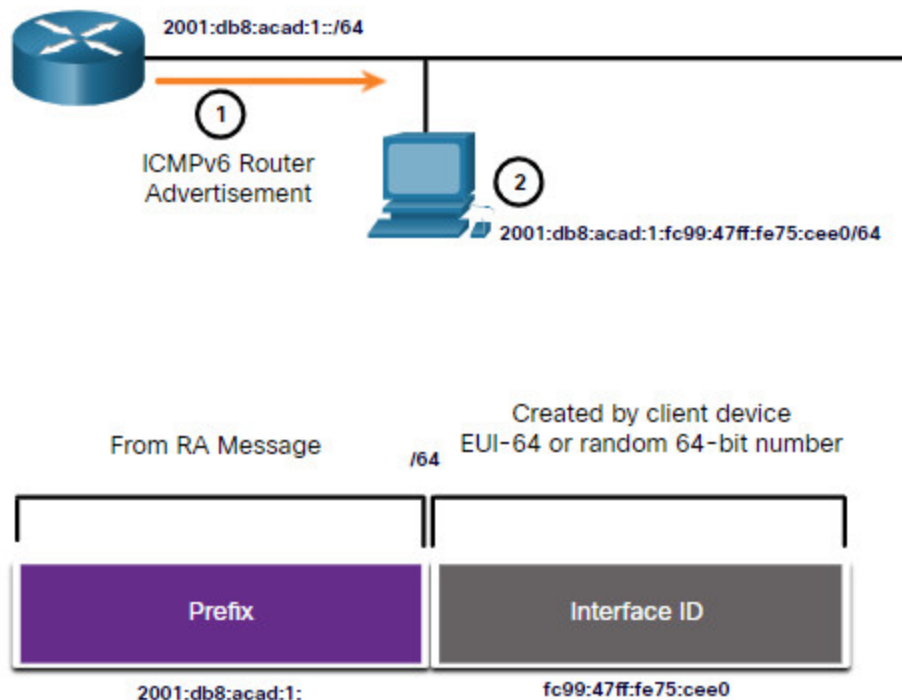 2001:db8:acad:1::/64
1
ICMPv6 Router
Advertisement
2
2001:db8:acad:1:fc99:47ff:fe75:cee0/64
Created by client device
From RA Message
/64
EUI-64 or random 64-bit number
Prefix
Interface ID
2001:db8:acad:1:
fc99:47ff:fe75:cee0